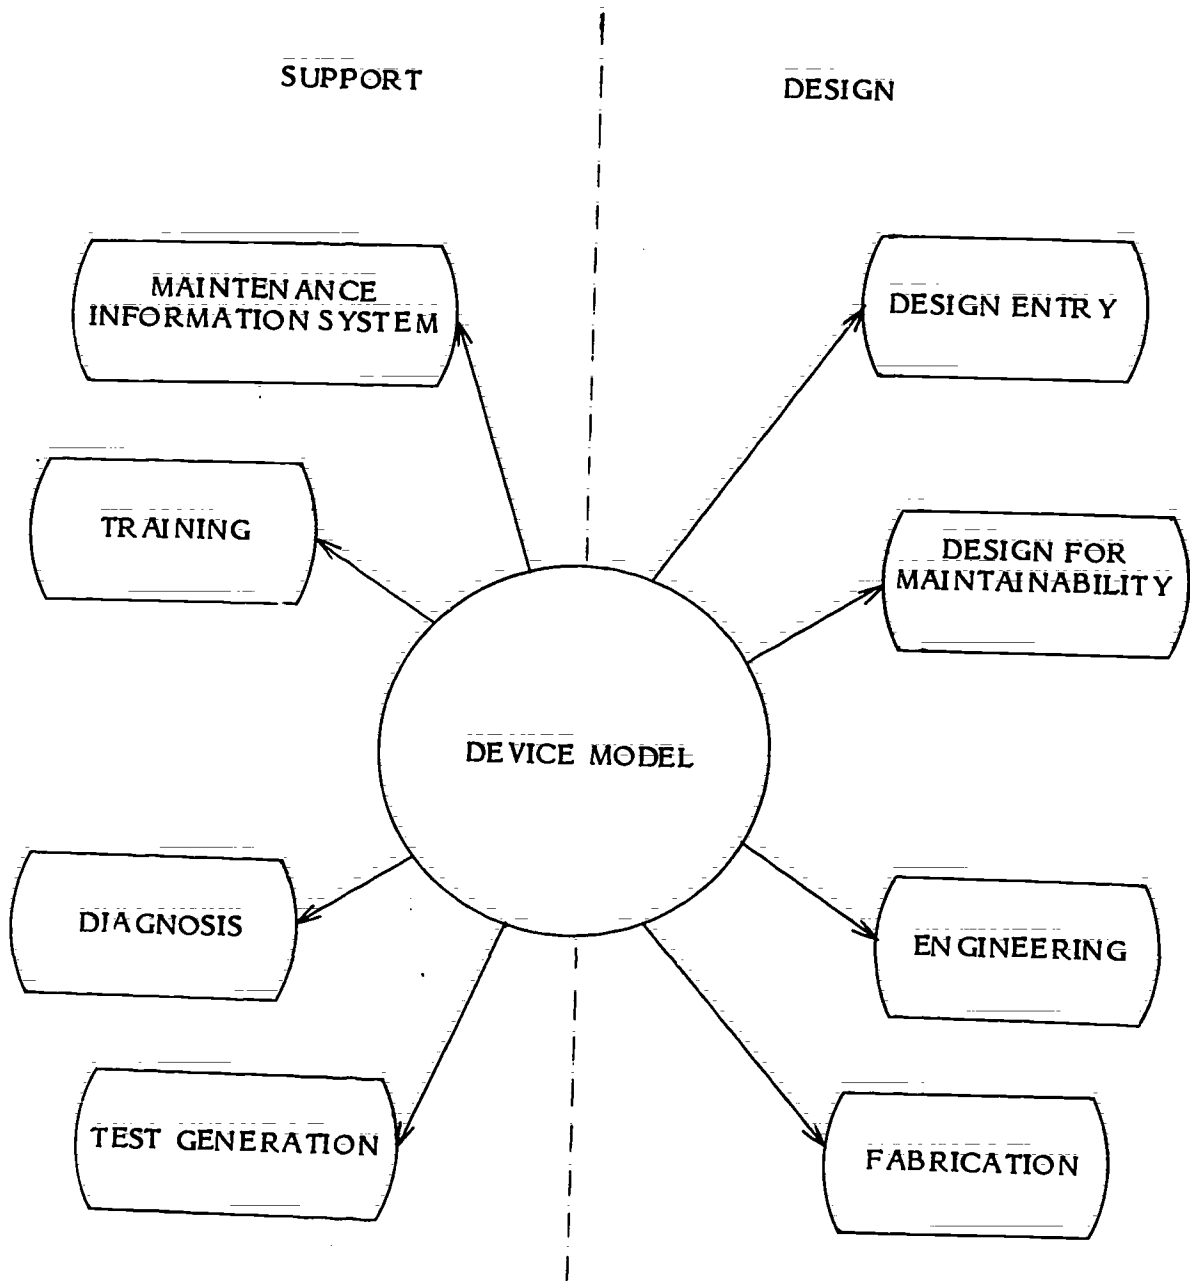 SUPPORT
DESIGN
MAINTENANCE
INFORMATION SYSTEM
DESIGN ENTRY
TRAINING
DESIGN FOR
MAINTAINABILITY
DEVICE MODEL
DIAGNOSIS
ENGINEERING
TEST GENERATION
FABRICATION